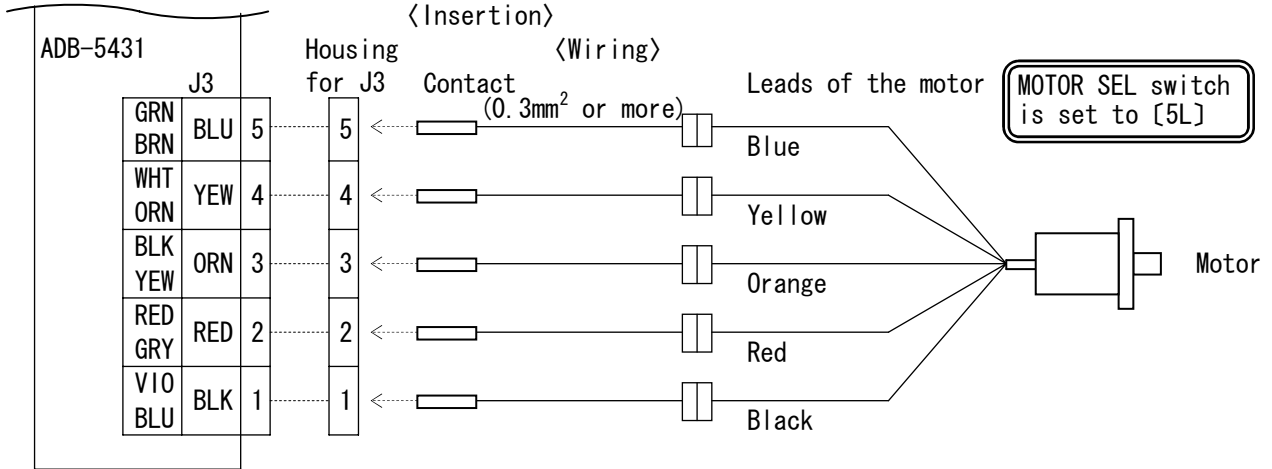 〈Insertion〉
ADB-5431
Housing for J3
〈Wiring〉
J3
Contact
(0.3mm² or more)
Leads of the motor
MOTOR SEL switch
is set to 〔5L〕
GRN
BRN
BLU
5
5
Blue
WHT
ORN
YEW
4
4
Yellow
BLK
YEW
ORN
3
3
Orange
Motor
RED
GRY
RED
2
2
Red
VIO
BLU
BLK
1
1
Black